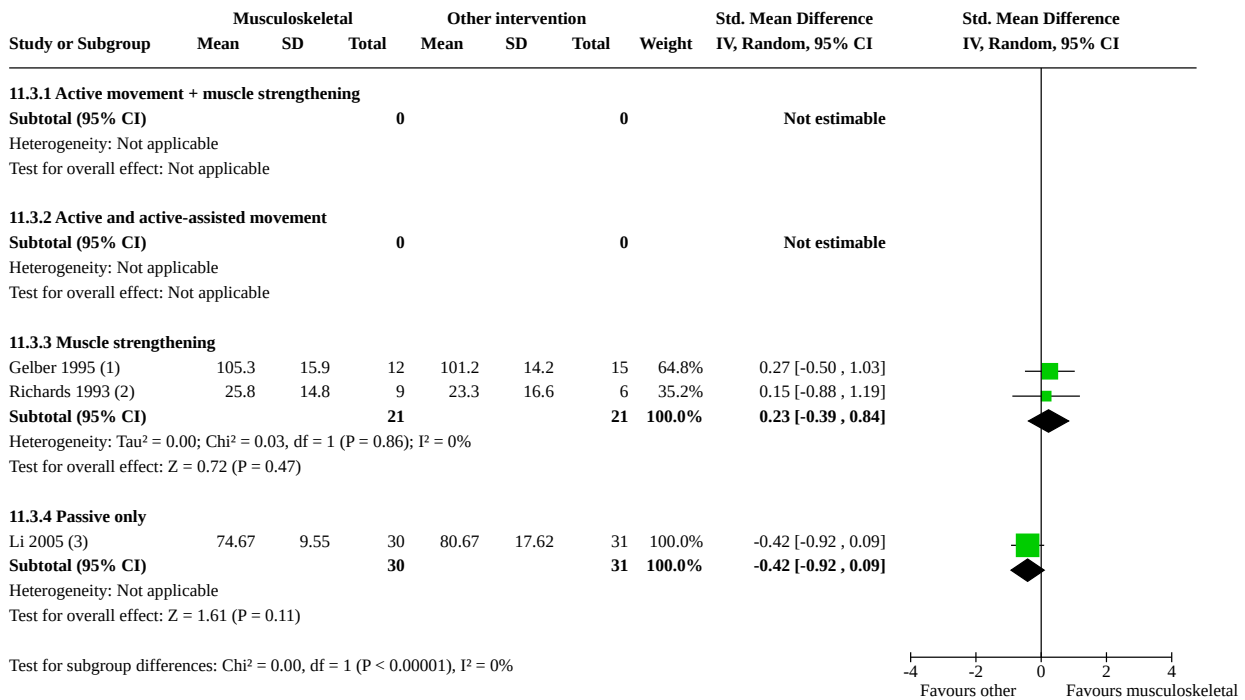 Musculoskeletal Other intervention Std. Mean Difference Std. Mean Difference
Study or Subgroup Mean SD Total Mean SD Total Weight IV, Random, 95% CI IV, Random, 95% CI
11.3.1 Active movement + muscle strengthening
Subtotal (95% CI) 0 0 Not estimable
Heterogeneity: Not applicable
Test for overall effect: Not applicable
11.3.2 Active and active-assisted movement
Subtotal (95% CI) 0 0 Not estimable
Heterogeneity: Not applicable
Test for overall effect: Not applicable
11.3.3 Muscle strengthening
Gelber 1995 (1) 105.3 15.9 12 101.2 14.2 15 64.8% 0.27 [-0.50 , 1.03]
Richards 1993 (2) 25.8 14.8 9 23.3 16.6 6 35.2% 0.15 [-0.88 , 1.19]
Subtotal (95% CI) 21 21 100.0% 0.23 [-0.39 , 0.84]
Heterogeneity: Tau² = 0.00; Chi² = 0.03, df = 1 (P = 0.86); I² = 0%
Test for overall effect: Z = 0.72 (P = 0.47)
11.3.4 Passive only
Li 2005 (3) 74.67 9.55 30 80.67 17.62 31 100.0% -0.42 [-0.92 , 0.09]
Subtotal (95% CI) 30 31 100.0% -0.42 [-0.92 , 0.09]
Heterogeneity: Not applicable
Test for overall effect: Z = 1.61 (P = 0.11)
Test for subgroup differences: Chi² = 0.00, df = 1 (P < 0.00001), I² = 0%
-4 -2 0 2 4
Favours other Favours musculoskeletal